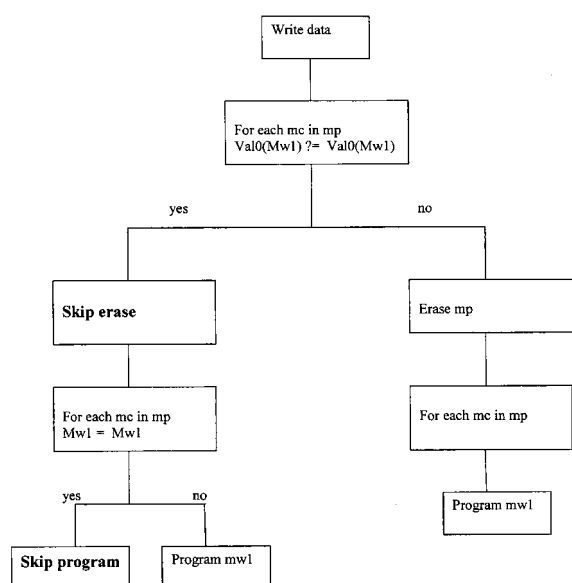 Write data
For each mc in mp
Val0(Mw1) ?= Val0(Mw1)
yes
no
Skip erase
Erase mp
For each mc in mp
Mw1 = Mw1
For each mc in mp
yes
no
Program mw1
Skip program
Program mw1